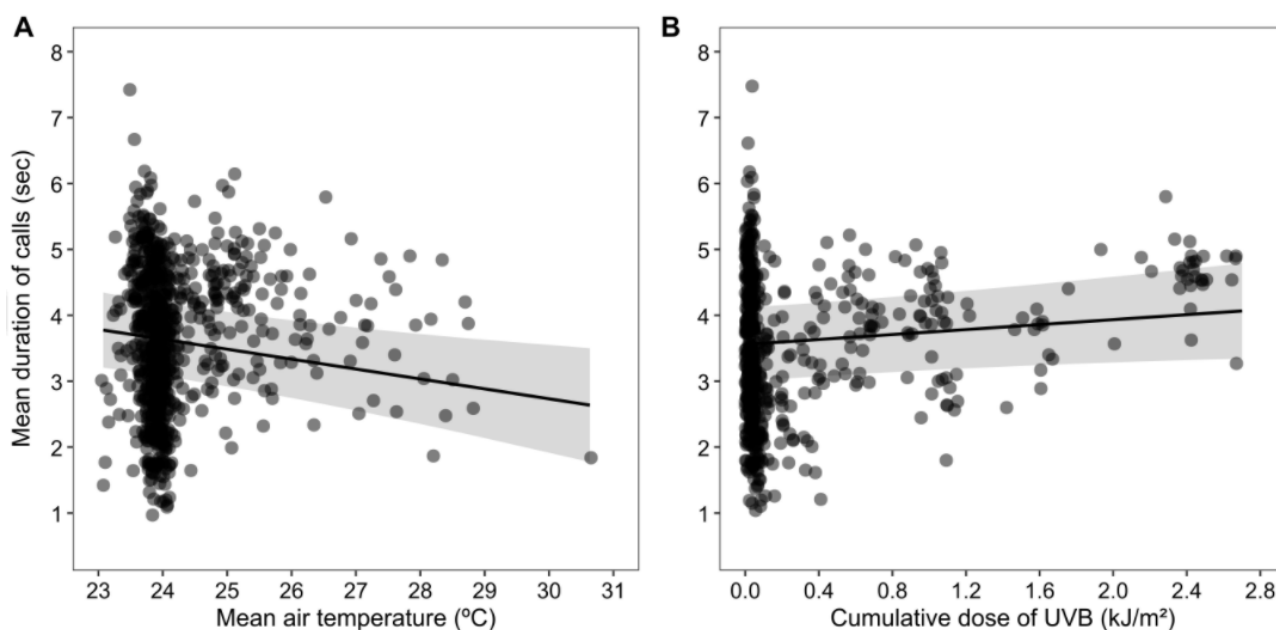 A
8
7
6
5
4
3
2
1
Mean duration of calls (sec)
23 24 25 26 27 28 29 30 31
Mean air temperature (ºC)
B
8
7
6
5
4
3
2
1
0.0 0.4 0.8 1.2 1.6 2.0 2.4 2.8
Cumulative dose of UVB (kJ/m²)